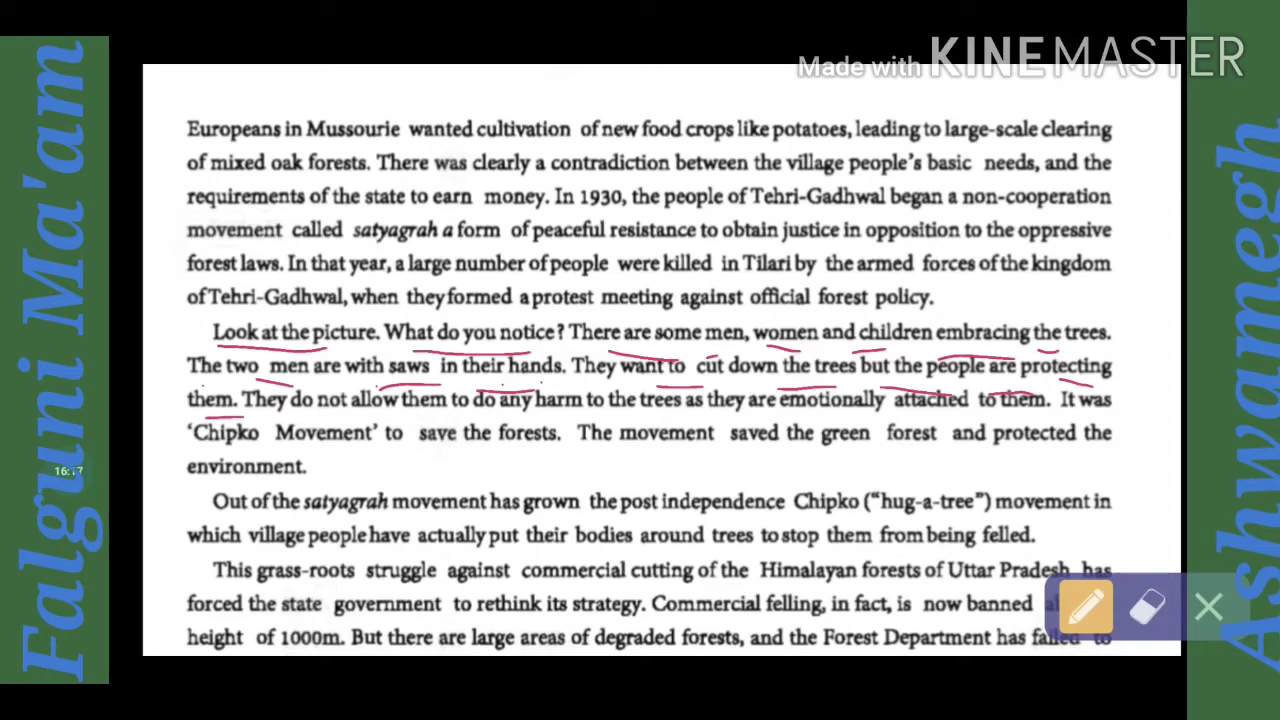 Made with KINEMASTER
Falguni Ma'am
Ashwamegh
Europeans in Mussourie wanted cultivation of new food crops like potatoes, leading to large-scale clearing
of mixed oak forests. There was clearly a contradiction between the village people's basic needs, and the
requirements of the state to earn money. In 1930, the people of Tehri-Gadhwal began a non-cooperation
movement called satyagrah a form of peaceful resistance to obtain justice in opposition to the oppressive
forest laws. In that year, a large number of people were killed in Tilari by the armed forces of the kingdom
of Tehri-Gadhwal, when they formed a protest meeting against official forest policy.
Look at the picture. What do you notice? There are some men, women and children embracing the trees.
The two men are with saws in their hands. They want to cut down the trees but the people are protecting
them. They do not allow them to do any harm to the trees as they are emotionally attached to them. It was
'Chipko Movement' to save the forests. The movement saved the green forest and protected the
environment.
16:17
Out of the satyagrah movement has grown the post independence Chipko ("hug-a-tree") movement in
which village people have actually put their bodies around trees to stop them from being felled.
This grass-roots struggle against commercial cutting of the Himalayan forests of Uttar Pradesh has
forced the state government to rethink its strategy. Commercial felling, in fact, is now banned
height of 1000m. But there are large areas of degraded forests, and the Forest Department has failed to